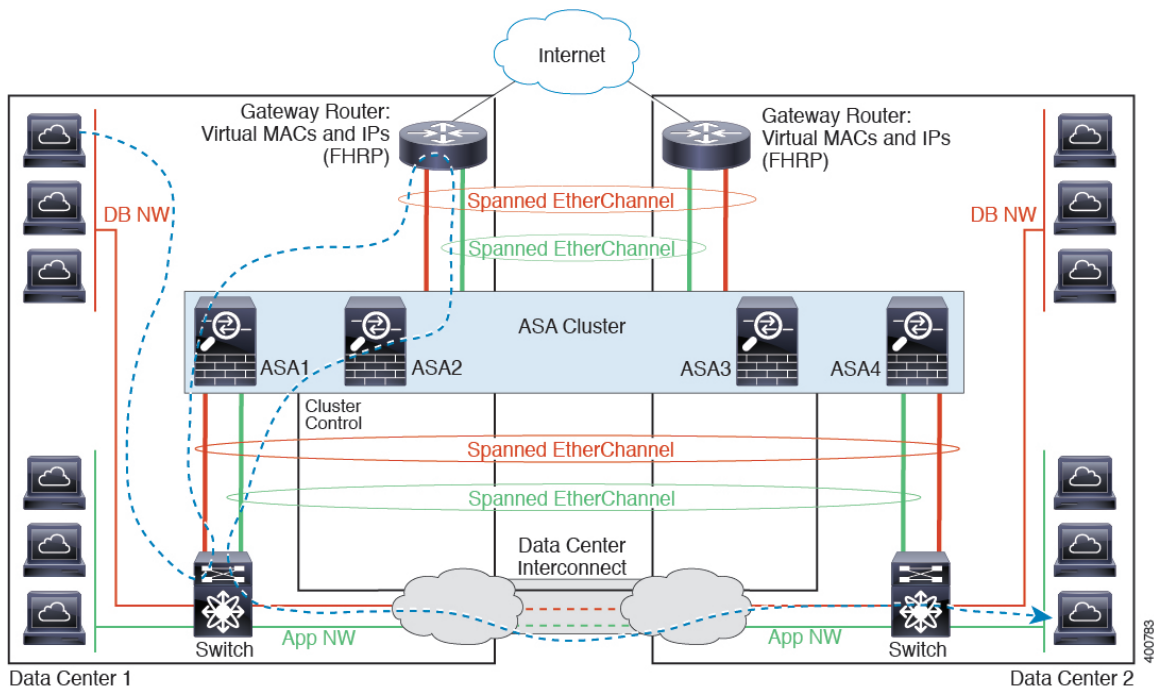 Internet
Gateway Router:
Virtual MACs and IPs
(FHRP)
Gateway Router:
Virtual MACs and IPs
(FHRP)
DB NW
Spanned EtherChannel
DB NW
Spanned EtherChannel
ASA Cluster
ASA1
ASA2
ASA3
ASA4
Cluster
Control
Spanned EtherChannel
Spanned EtherChannel
Data Center
Interconnect
App NW
App NW
Switch
Switch
400783
Data Center 1
Data Center 2